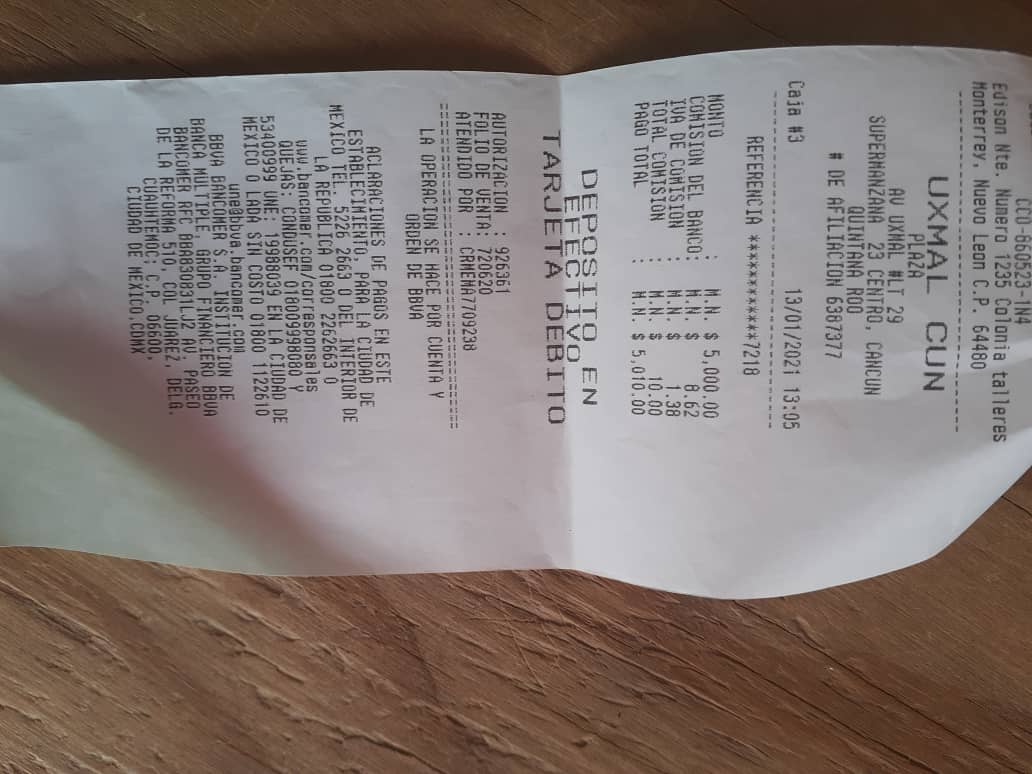 Edison Nte. Numero 1235 Colonia talleres
Monterrey, Nuevo Leon C.P. 64480
UXMAL CUN
PLAZA
AV UXMAL #LT 29
SUPERMANZANA 23 CENTRO, CANCUN
QUINTANA ROO
# DE AFILIACION 6387377
Caja #3 13/01/2021 13:05
REFERENCIA ************7218
MONTO : M.N. $ 5,000.00
COMISION DEL BANCO: M.N. $ 8.62
IVA DE COMISION : M.N. $ 1.38
TOTAL COMISION : M.N. $ 10.00
PAGO TOTAL : M.N. $ 5,010.00
DEPOSITO EN
EFECTIVO
TARJETA DEBITO
AUTORIZACION : 926361
FOLIO DE VENTA: 720620
ATENDIDO POR : CRMEMA7709238
LA OPERACION SE HACE POR CUENTA Y
ORDEN DE BBVA
ACLARACIONES DE PAGOS EN ESTE
ESTABLECIMIENTO, PARA LA CIUDAD DE
MEXICO TEL. 5226 2663 O DEL INTERIOR DE
LA REPUBLICA 01800 2262663 O
www.bancomer.com/corresponsales
QUEJAS: CONDUSEF 018009998080 Y
53400999 UNE: 19988039 EN LA CIUDAD DE
MEXICO O LADA SIN COSTO 01800 1122610
une@bbva.bancomer.com
BBVA BANCOMER S.A. INSTITUCION DE
BANCA MULTIPLE, GRUPO FINANCIERO BBVA
BANCOMER RFC BBA830831LJ2 AV. PASEO
DE LA REFORMA 510, COL JUAREZ, DELG.
CUAUHTEMOC; C.P. 06600,
CIUDAD DE MEXICO.CDMX